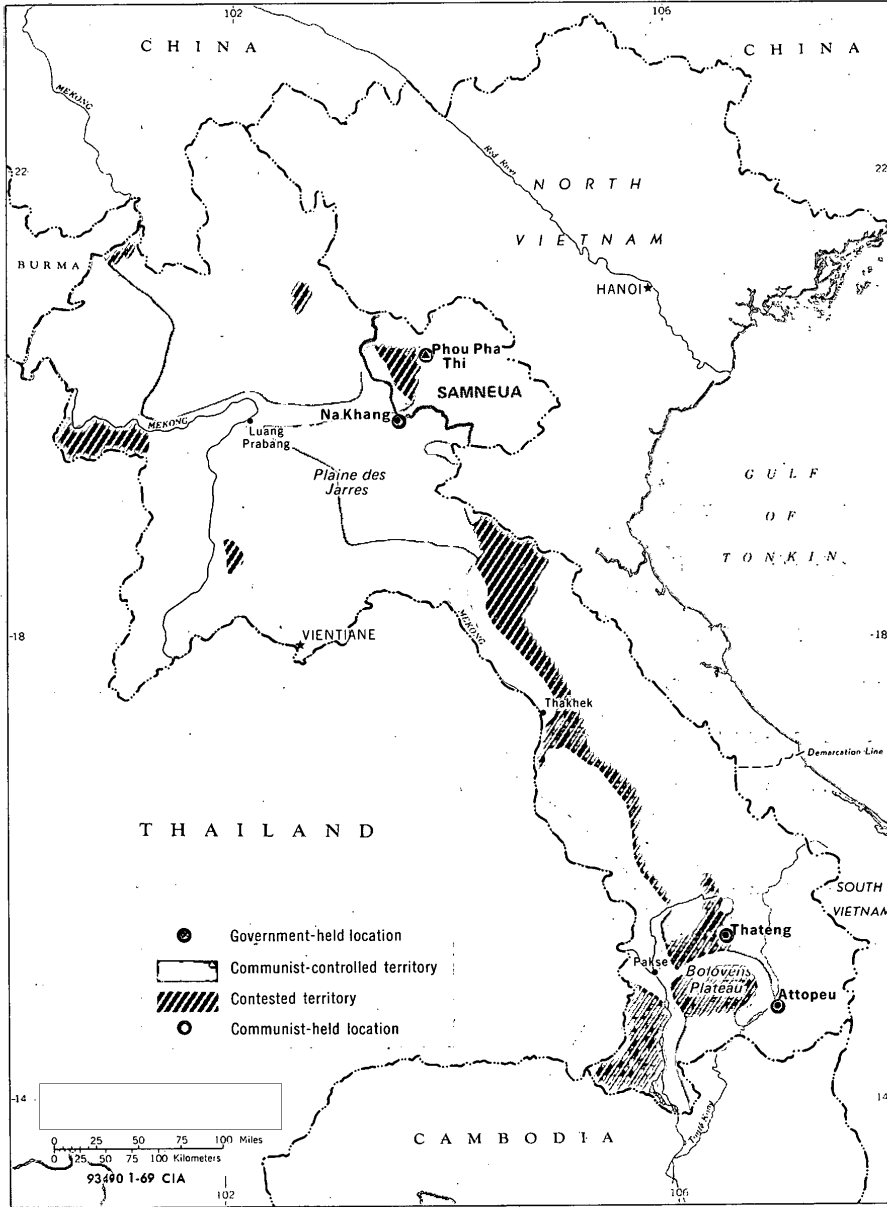 102
106
CHINA
CHINA
MEKONG
Red River
22
22
NORTH
VIETNAM
BURMA
HANOI
Phou Pha
Thi
SAMNEUA
Na Khang
MEKONG
Luang
Prabang
Plaine des
Jarres
GULF
OF
TONKIN
18
18
MEKONG
VIENTIANE
Thakhek
Demarcation Line
THAILAND
SOUTH
VIETNAM
Thateng
Pakse
Bolovens
Plateau
Attopeu
Government-held location
Communist-controlled territory
Contested territory
Communist-held location
14
14
CAMBODIA
0 25 50 75 100 Miles
0 25 50 75 100 Kilometers
93490 1-69 CIA
102
106